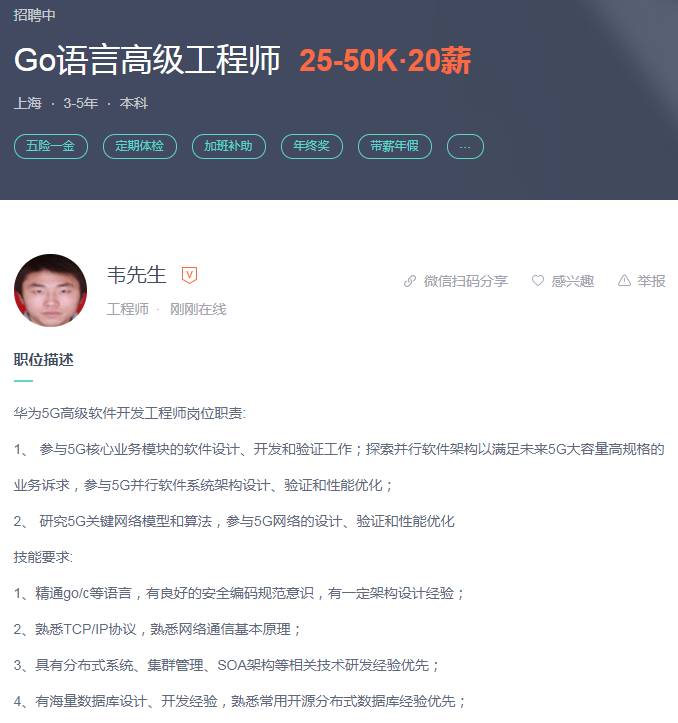 招聘中
Go语言高级工程师 25-50K·20薪
上海 · 3-5年 · 本科
五险一金 定期体检 加班补助 年终奖 带薪年假 ...
韦先生 V
微信扫码分享 感兴趣 举报
工程师 · 刚刚在线
职位描述
华为5G高级软件开发工程师岗位职责:
1、 参与5G核心业务模块的软件设计、开发和验证工作；探索并行软件架构以满足未来5G大容量高规格的
业务诉求，参与5G并行软件系统架构设计、验证和性能优化；
2、 研究5G关键网络模型和算法，参与5G网络的设计、验证和性能优化
技能要求:
1、精通go/c等语言，有良好的安全编码规范意识，有一定架构设计经验；
2、熟悉TCP/IP协议，熟悉网络通信基本原理；
3、具有分布式系统、集群管理、SOA架构等相关技术研发经验优先；
4、有海量数据库设计、开发经验，熟悉常用开源分布式数据库经验优先；